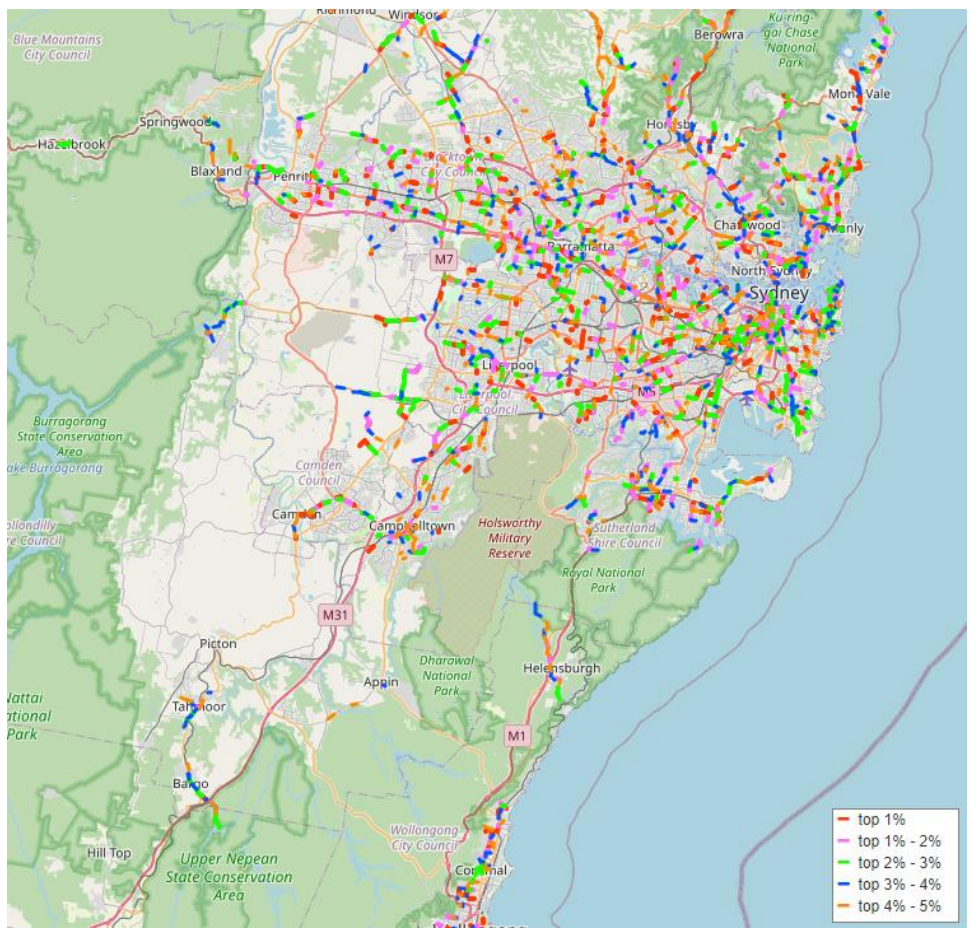 Richmond
Windsor
Blue Mountains
City Council
Berowra
Ku-ring-
gai Chase
National
Park
Mona Vale
Springwood
Hornsby
Hazelbrook
Blacktown
City Council
Blaxland
Penrith
Chatswood
Manly
Parramatta
M7
North Sydney
Sydney
Liverpool
Liverpool
City Council
M5
Burragorang
State Conservation
Area
Lake Burragorang
Camden
Council
Camden
Campbelltown
Holsworthy
Military
Reserve
Sutherland
Shire Council
Royal National
Park
M31
Picton
Dharawal
National
Park
Helensburgh
Appin
Nattai
National
Park
Tahmoor
M1
Bargo
Wollongong
City Council
Hill Top
Upper Nepean
State Conservation
Area
Corrimal
top 1%
top 1% - 2%
top 2% - 3%
top 3% - 4%
top 4% - 5%